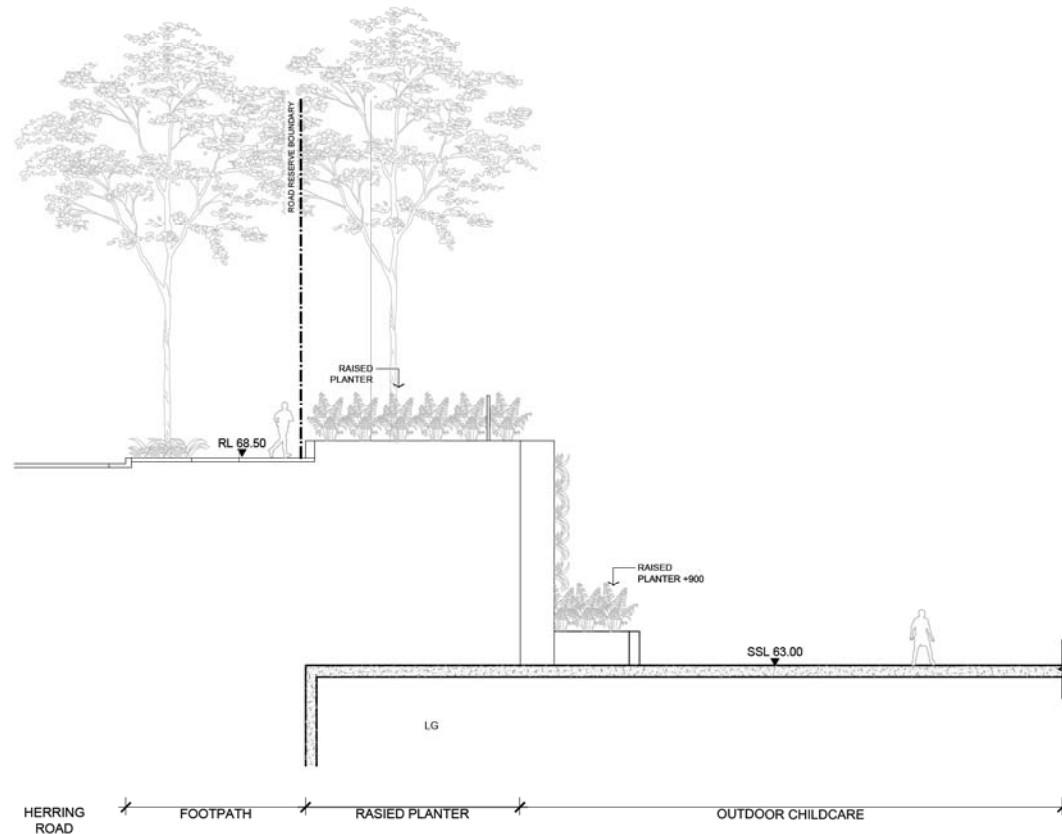 ROAD RESERVE BOUNDARY
RAISED
PLANTER
RL 68.50
RAISED
PLANTER +900
SSL 63.00
LG
HERRING
ROAD
FOOTPATH
RASIED PLANTER
OUTDOOR CHILDCARE